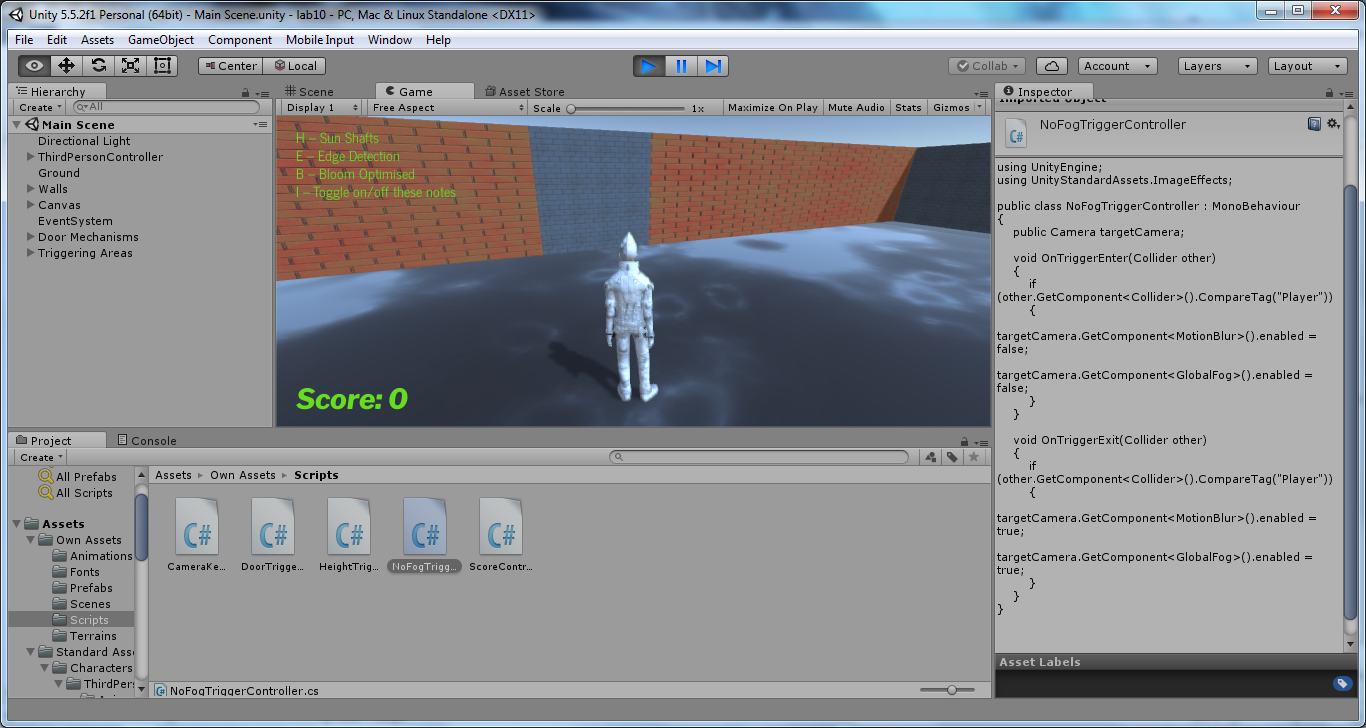 Unity 5.5.2f1 Personal (64bit) - Main Scene.unity - lab10 - PC, Mac & Linux Standalone <DX11>
File Edit Assets GameObject Component Mobile Input Window Help
Center Local Collab Account Layers Layout
Hierarchy
Create All
Main Scene
Directional Light
ThirdPersonController
Ground
Walls
Canvas
EventSystem
Door Mechanisms
Triggering Areas
Scene Game Asset Store
Display 1 Free Aspect Scale 1x Maximize On Play Mute Audio Stats Gizmos
H – Sun Shafts
E – Edge Detection
B – Bloom Optimised
I – Toggle on/off these notes
Score: 0
Inspector
Imported Object
C# NoFogTriggerController
using UnityEngine;
using UnityStandardAssets.ImageEffects;
public class NoFogTriggerController : MonoBehaviour
{
public Camera targetCamera;
void OnTriggerEnter(Collider other)
{
if
(other.GetComponent<Collider>().CompareTag("Player"))
{
targetCamera.GetComponent<MotionBlur>().enabled =
false;
targetCamera.GetComponent<GlobalFog>().enabled =
false;
}
}
void OnTriggerExit(Collider other)
{
if
(other.GetComponent<Collider>().CompareTag("Player"))
{
targetCamera.GetComponent<MotionBlur>().enabled =
true;
targetCamera.GetComponent<GlobalFog>().enabled =
true;
}
}
}
Asset Labels
Project Console
Create
All Prefabs
All Scripts
Assets
Own Assets
Animations
Fonts
Prefabs
Scenes
Scripts
Terrains
Standard Asse
Characters
ThirdPers
Assets ▸ Own Assets ▸ Scripts
C# C# C# C# C#
CameraKe... DoorTrigge... HeightTrig... NoFogTrigg... ScoreContr...
C# NoFogTriggerController.cs